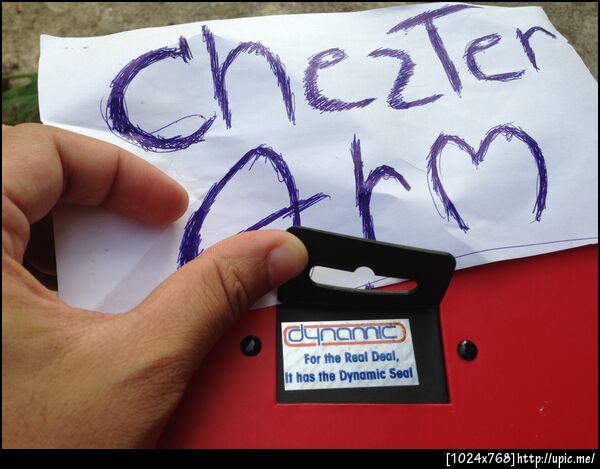 ChezTer
Arm
dynamic
For the Real Deal,
It has the Dynamic Seal
[1024x768]http://upic.me/